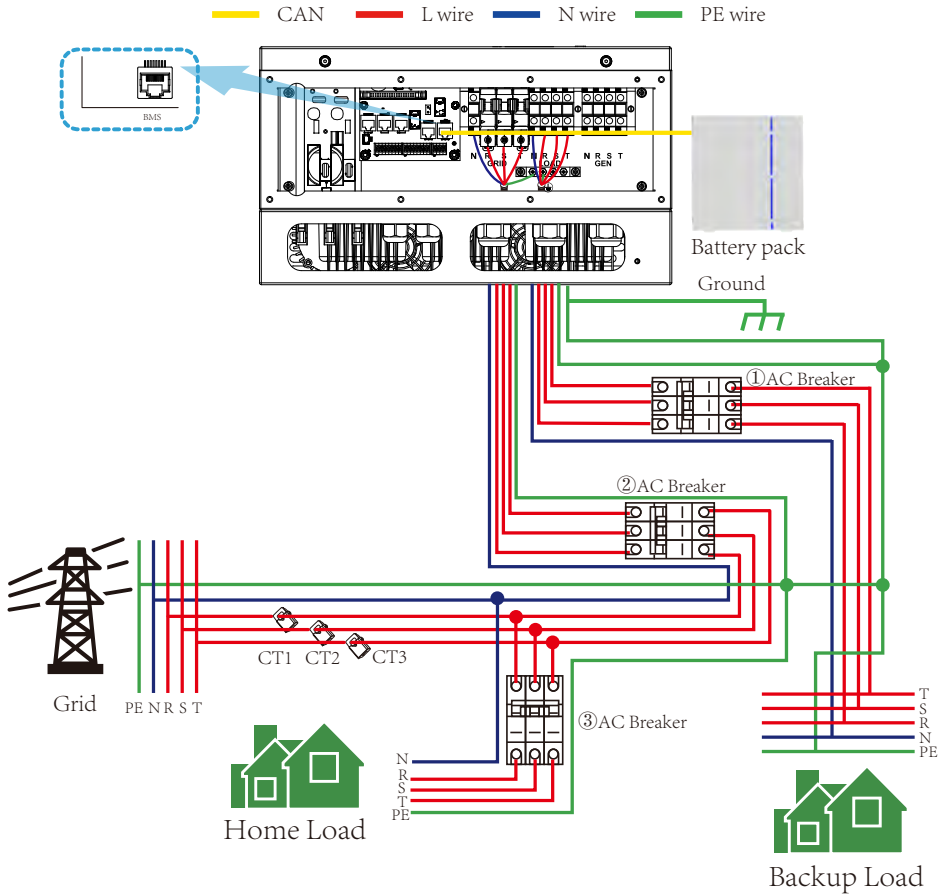 CAN L wire N wire PE wire
BMS
N R S T N R S T N R S T
GRID LOAD GEN
Battery pack
Ground
①AC Breaker
②AC Breaker
CT1 CT2 CT3
Grid
PE N R S T
③AC Breaker
T
S
R
N
PE
N
R
S
T
PE
Home Load
Backup Load